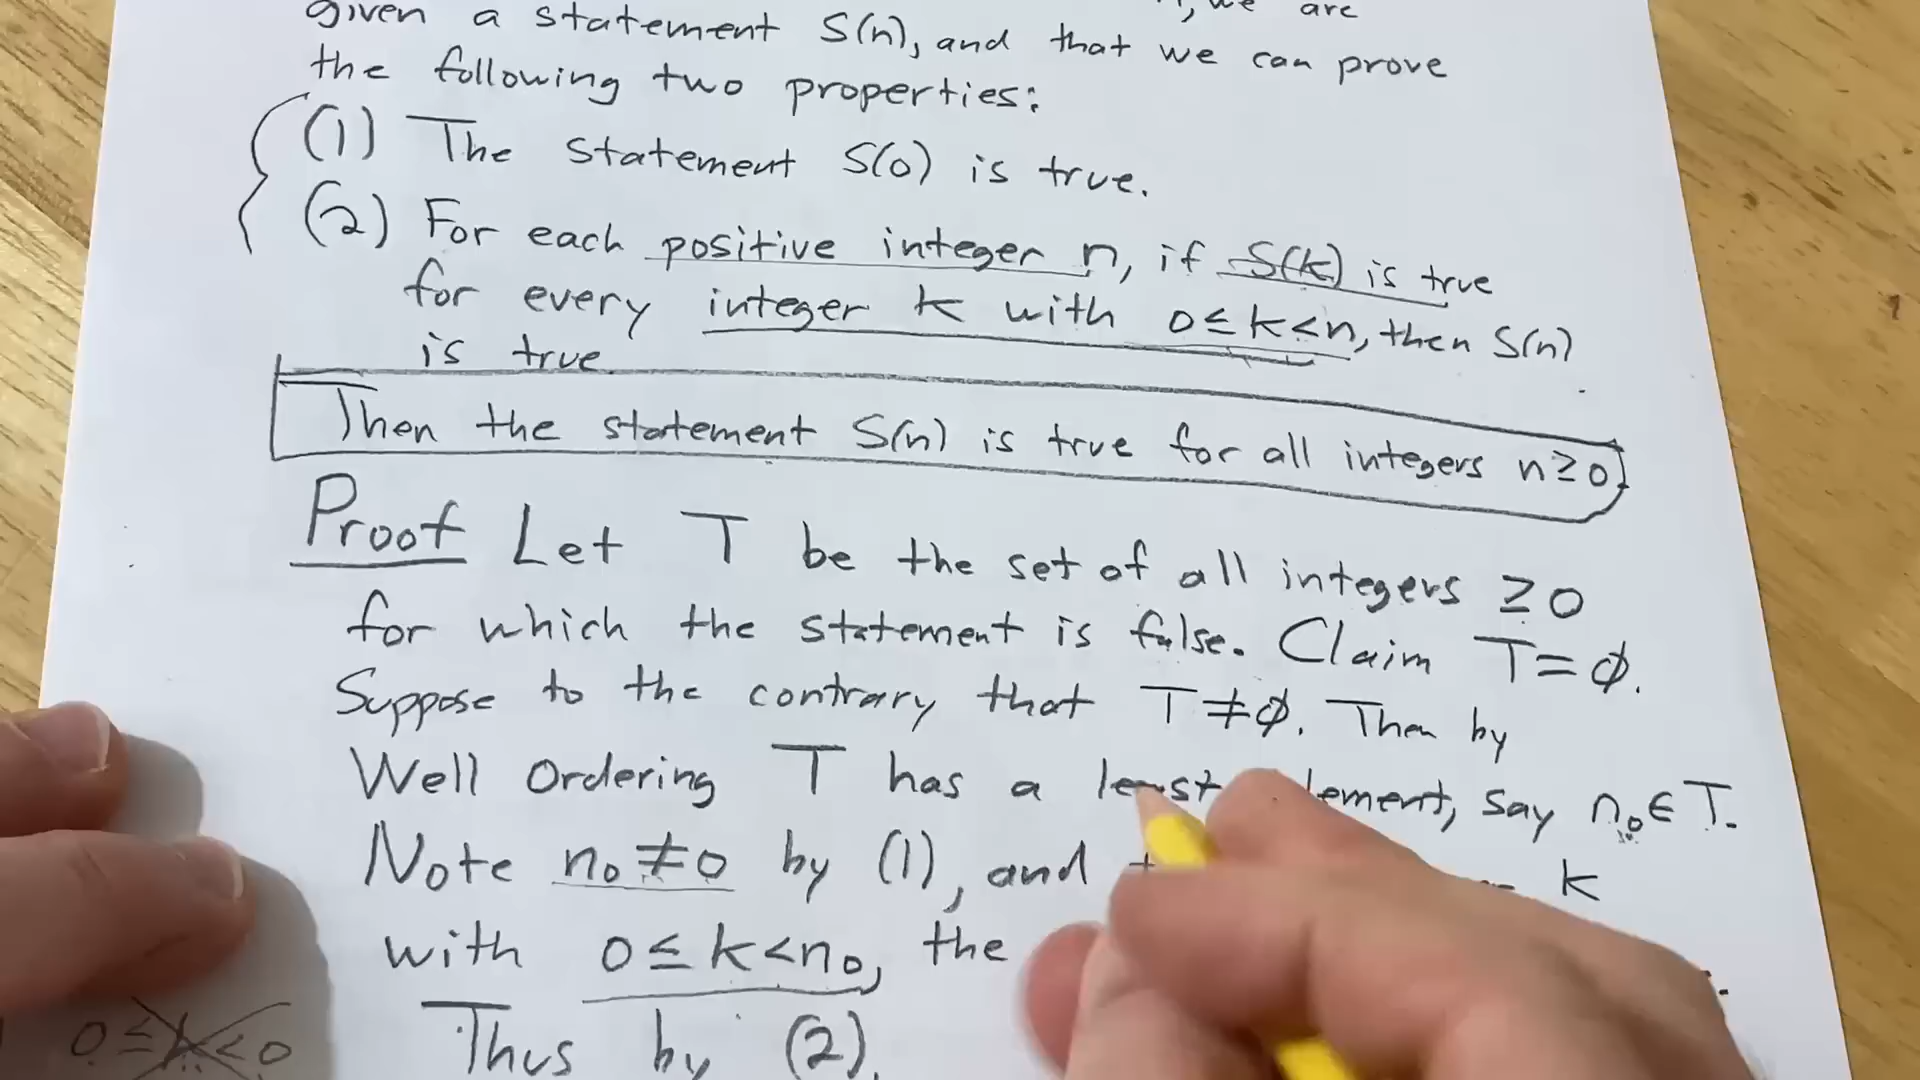 given a statement S(n), and that we can prove
the following two properties:
(1) The statement S(0) is true.
(2) For each positive integer n, if S(k) is true
for every integer k with 0≤k<n, then S(n)
is true.
Then the statement S(n) is true for all integers n≥0.
Proof Let T be the set of all integers ≥0
for which the statement is false. Claim T=∅.
Suppose to the contrary that T≠∅. Then by
Well Ordering T has a least element, say n₀∈T.
Note n₀≠0 by (1), and k
with 0≤k<n₀, the
Thus by (2),
0≤k<0